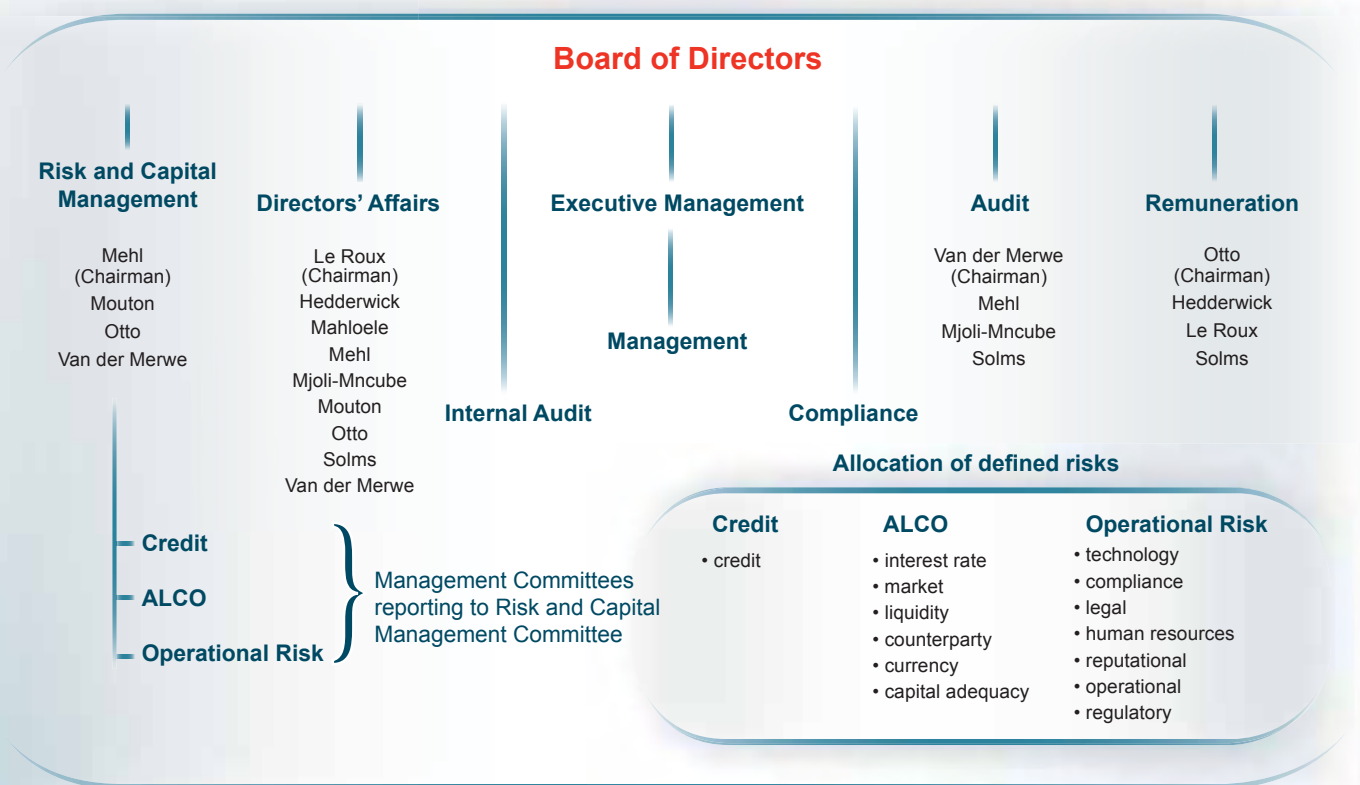 Board of Directors
Risk and Capital
Management
Mehl
(Chairman)
Mouton
Otto
Van der Merwe
Directors’ Affairs
Le Roux
(Chairman)
Hedderwick
Mahloele
Mehl
Mjoli-Mncube
Mouton
Otto
Solms
Van der Merwe
Internal Audit
Executive Management
Management
Compliance
Audit
Van der Merwe
(Chairman)
Mehl
Mjoli-Mncube
Solms
Remuneration
Otto
(Chairman)
Hedderwick
Le Roux
Solms
Credit
ALCO
Operational Risk
Management Committees
reporting to Risk and Capital
Management Committee
Allocation of defined risks
Credit
• credit
ALCO
• interest rate
• market
• liquidity
• counterparty
• currency
• capital adequacy
Operational Risk
• technology
• compliance
• legal
• human resources
• reputational
• operational
• regulatory